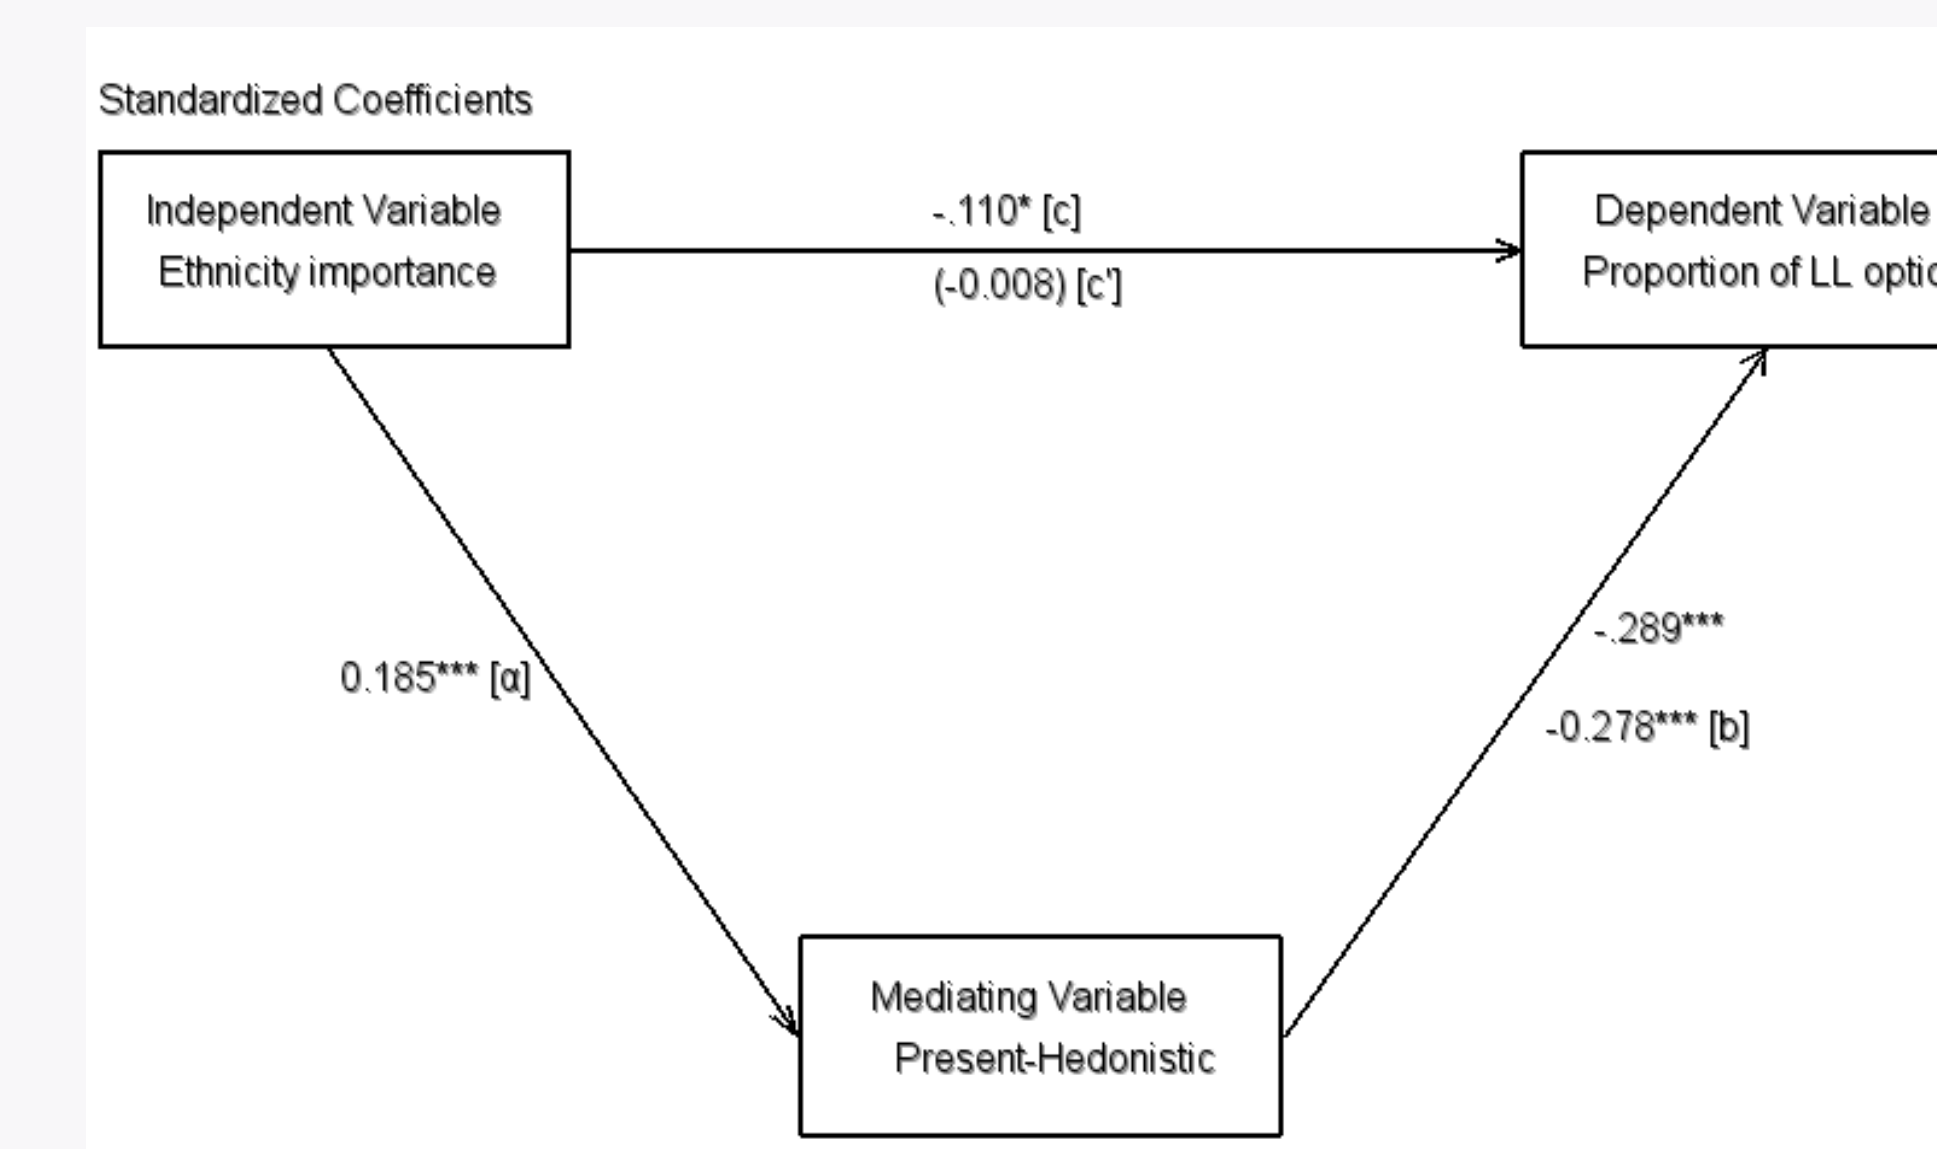 Standardized Coefficients
Independent Variable
Ethnicity importance
-.110* [c]
(-0.008) [c']
Dependent Variable
Proportion of LL
0.185*** [α]
-.289***
-0.278*** [b]
Mediating Variable
Present-Hedonistic